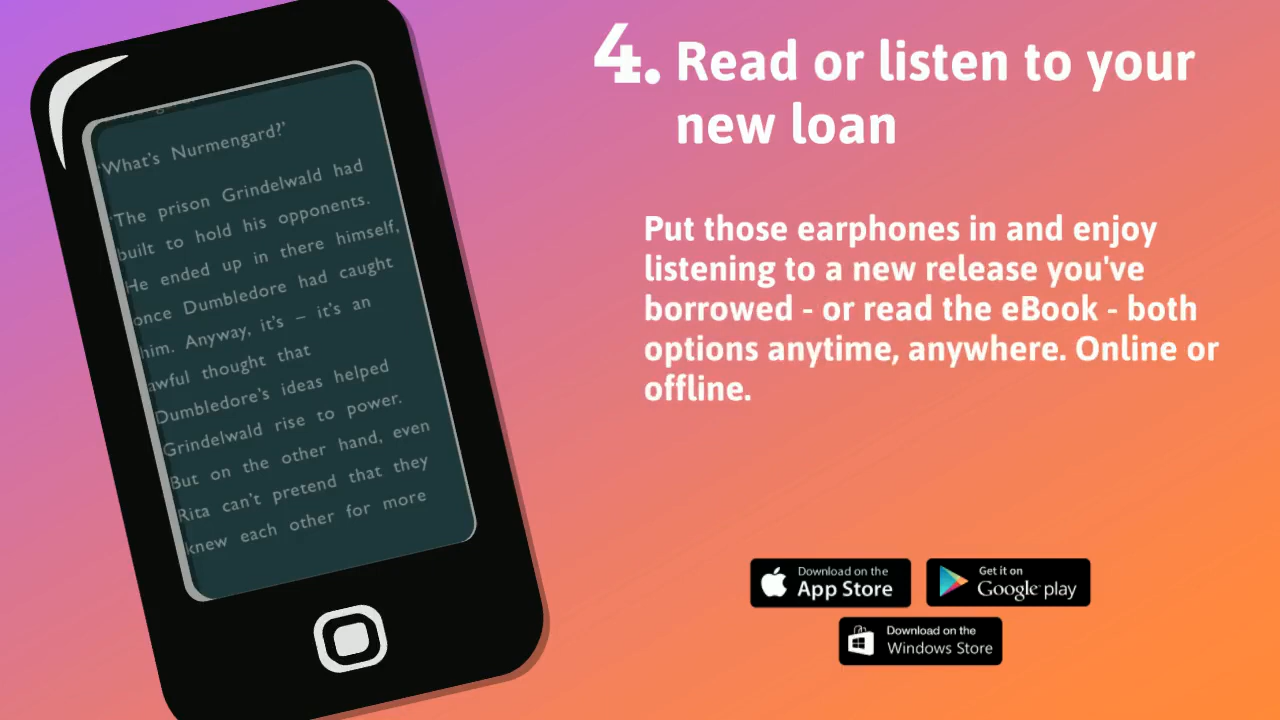 4. Read or listen to your
new loan
Put those earphones in and enjoy
listening to a new release you've
borrowed - or read the eBook - both
options anytime, anywhere. Online or
offline.
‘What’s Nurmengard?’
‘The prison Grindelwald had
built to hold his opponents.
He ended up in there himself,
once Dumbledore had caught
him. Anyway, it’s – it’s an
awful thought that
Dumbledore’s ideas helped
Grindelwald rise to power.
But on the other hand, even
Rita can’t pretend that they
knew each other for more
Download on the
App Store
Get it on
Google play
Download on the
Windows Store